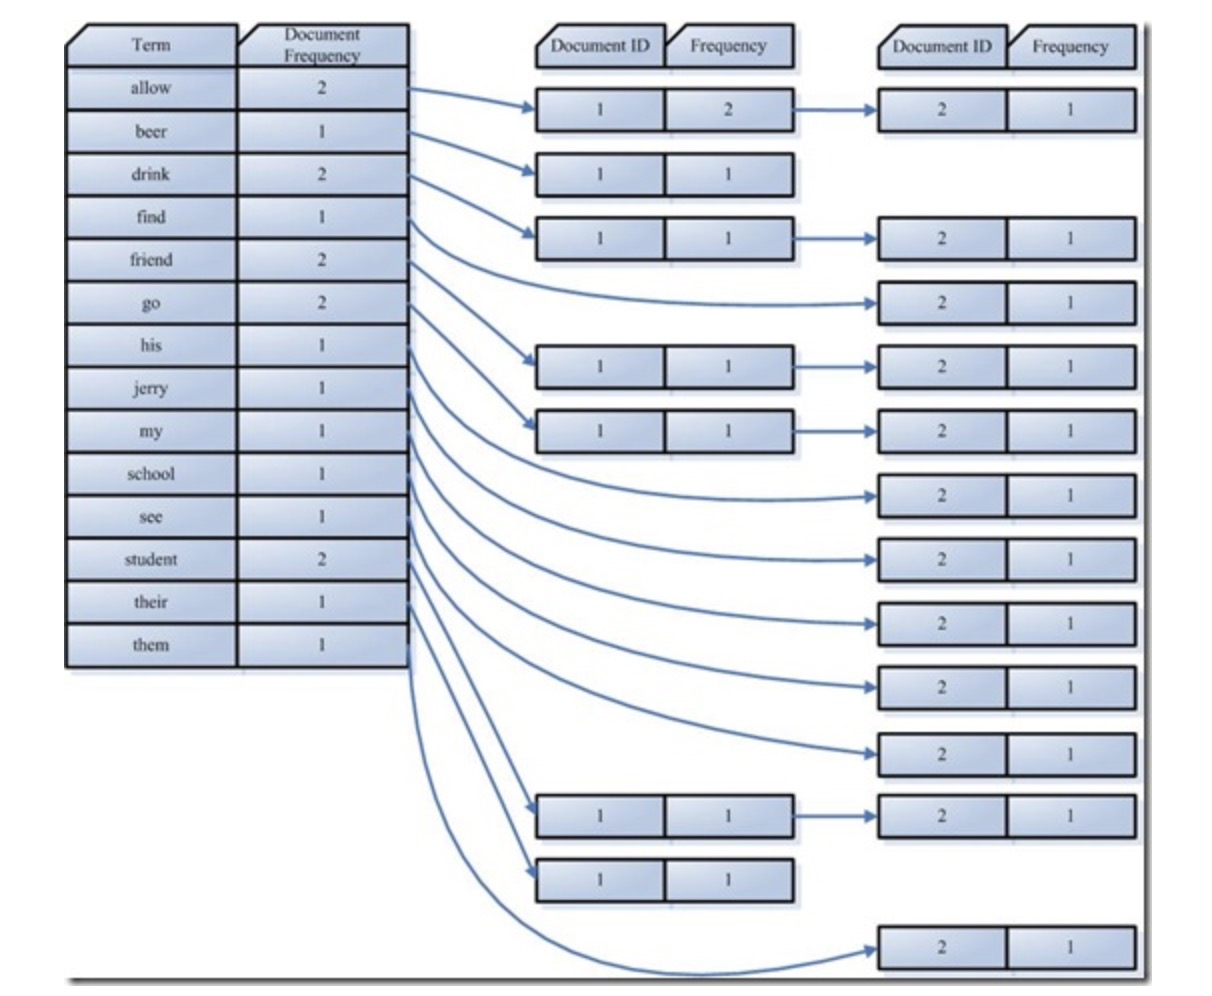 Term Document Frequency Document ID Frequency Document ID Frequency
allow 2 1 2 2 1
beer 1 1 1
drink 2 1 1 2 1
find 1 2 1
friend 2 1 1 2 1
go 2 1 1 2 1
his 1 2 1
jerry 1 2 1
my 1 2 1
school 1 2 1
see 1 2 1
student 2 1 1 2 1
their 1 1 1
them 1 2 1